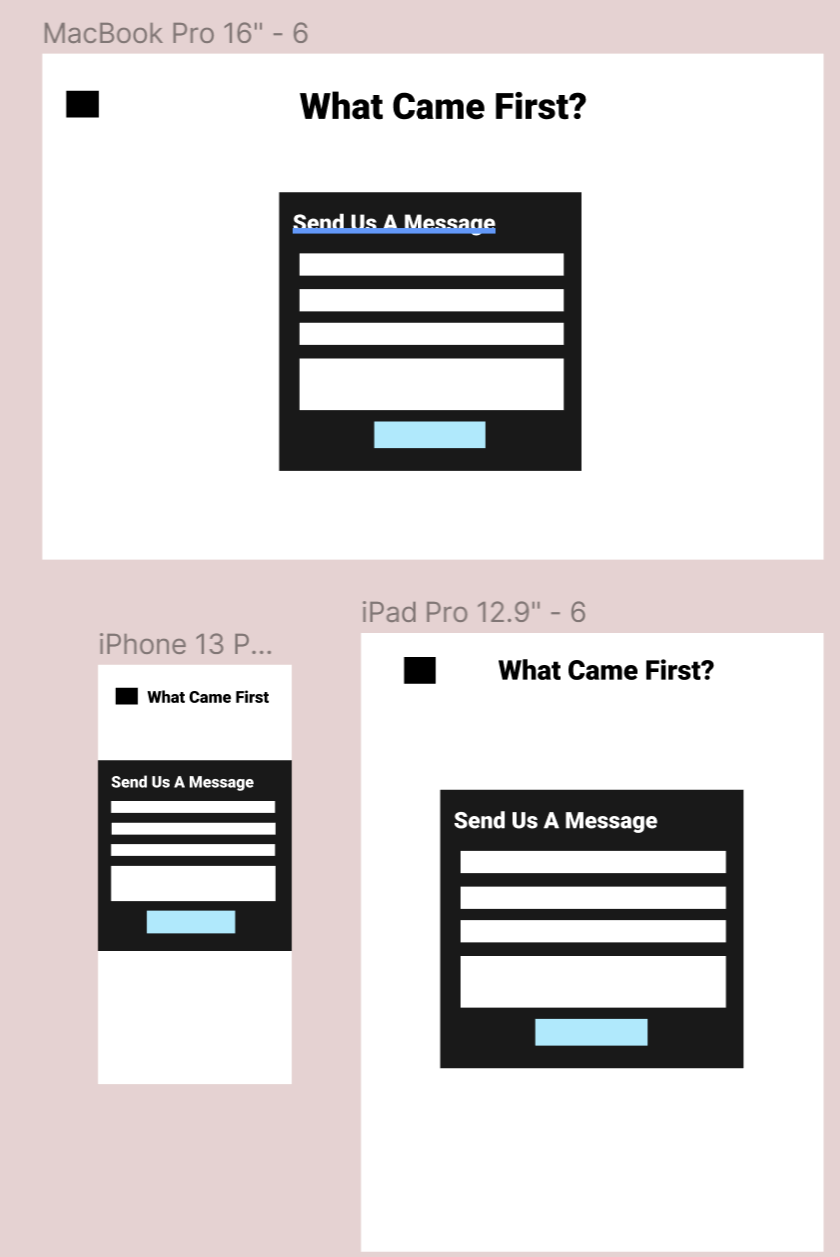 MacBook Pro 16" - 6
What Came First?
Send Us A Message
iPhone 13 P...
What Came First
Send Us A Message
iPad Pro 12.9" - 6
What Came First?
Send Us A Message